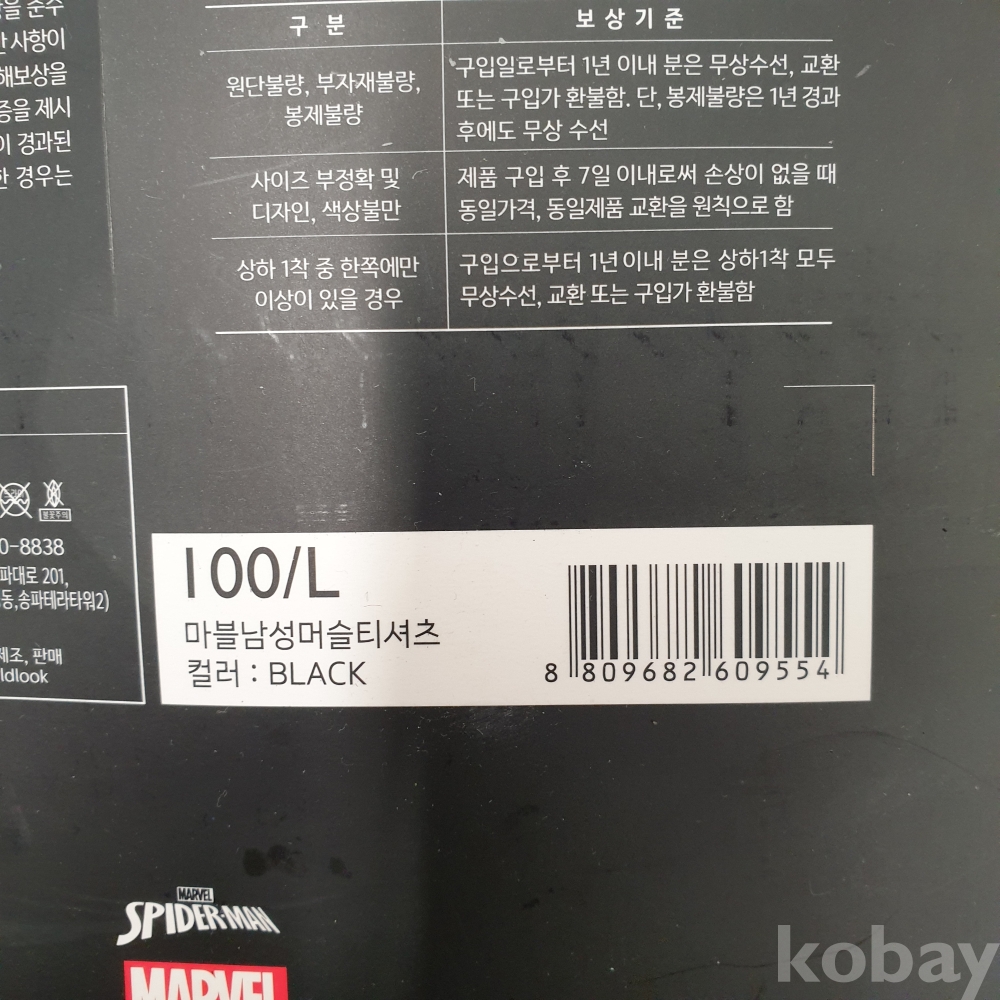 을 준수
사항이
해보상을
증을 제시
이 경과된
한 경우는
구 분
보 상 기 준
원단불량, 부자재불량,
봉제불량
구입일로부터 1년 이내 분은 무상수선, 교환
또는 구입가 환불함. 단, 봉제불량은 1년 경과
후에도 무상 수선
사이즈 부정확 및
디자인, 색상불만
제품 구입 후 7일 이내로써 손상이 없을 때
동일가격, 동일제품 교환을 원칙으로 함
상하 1착 중 한쪽에만
이상이 있을 경우
구입으로부터 1년 이내 분은 상하1착 모두
무상수선, 교환 또는 구입가 환불함
드라이
불꽃주의
0-8838
파대로 201,
동,송파테라타워2)
제조, 판매
ldlook
100/L
마블남성머슬티셔츠
컬러 : BLACK
8 809682 609554
MARVEL
SPIDER-MAN
MARVEL
kobay